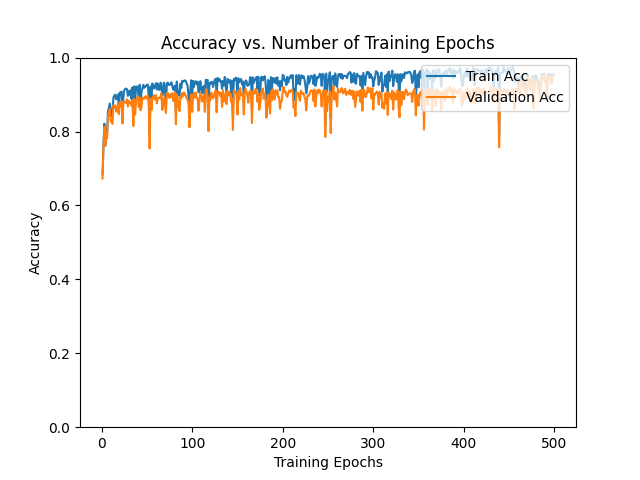 Accuracy vs. Number of Training Epochs
Train Acc
Validation Acc
1.0
0.8
0.6
0.4
0.2
0.0
Accuracy
0 100 200 300 400 500
Training Epochs